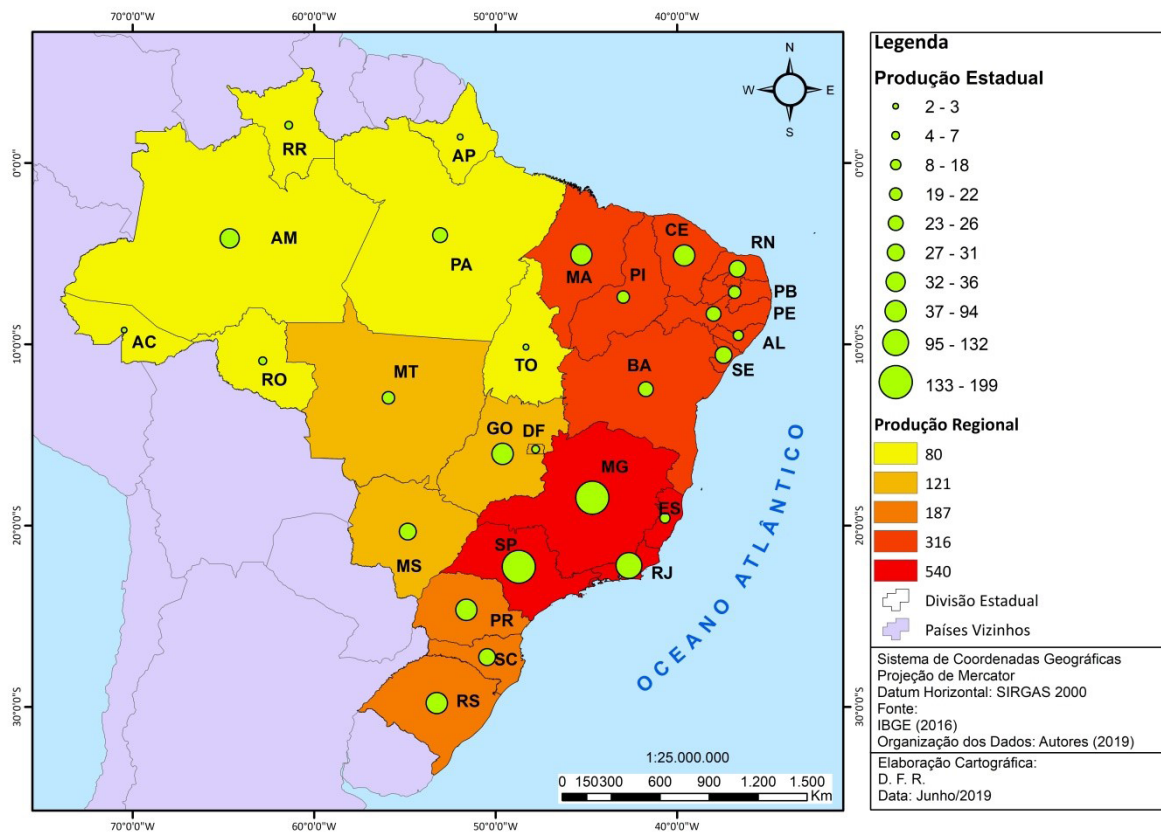 70°0'0"W 60°0'0"W 50°0'0"W 40°0'0"W
N
W E
S
0°0'0"
10°0'0"S
20°0'0"S
30°0'0"S
RR
AP
AM
PA
MA
CE
RN
PI
PB
PE
AL
SE
AC
RO
TO
MT
BA
GO
DF
MG
ES
MS
SP
RJ
PR
SC
RS
OCEANO ATLÂNTICO
1:25.000.000
0 150300 600 900 1.200 1.500
Km
0°0'0"
10°0'0"S
20°0'0"S
30°0'0"S
70°0'0"W 60°0'0"W 50°0'0"W 40°0'0"W
Legenda
Produção Estadual
2 - 3
4 - 7
8 - 18
19 - 22
23 - 26
27 - 31
32 - 36
37 - 94
95 - 132
133 - 199
Produção Regional
80
121
187
316
540
Divisão Estadual
Países Vizinhos
Sistema de Coordenadas Geográficas
Projeção de Mercator
Datum Horizontal: SIRGAS 2000
Fonte:
IBGE (2016)
Organização dos Dados: Autores (2019)
Elaboração Cartográfica:
D. F. R.
Data: Junho/2019